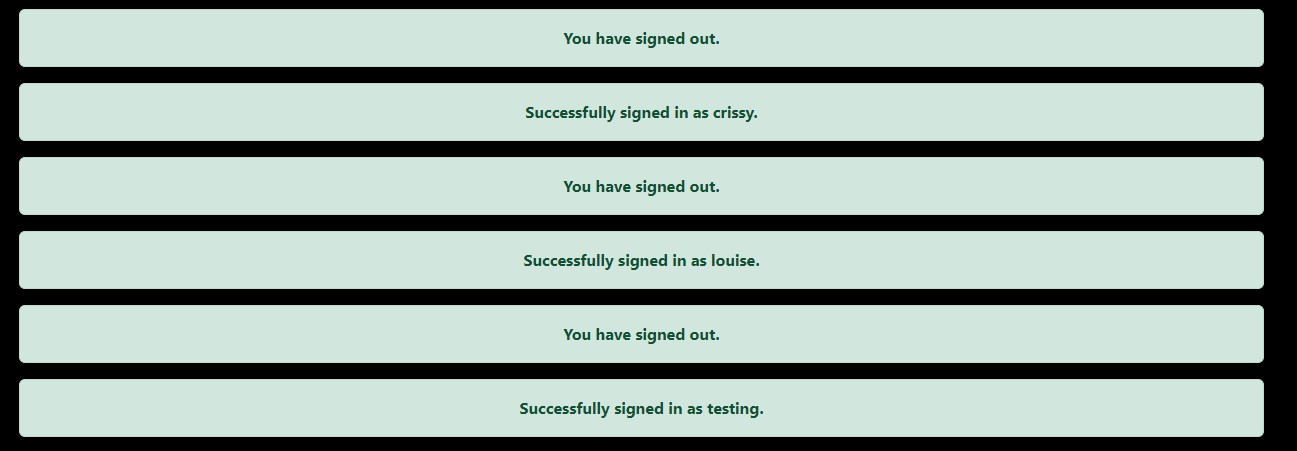 You have signed out.
Successfully signed in as crissy.
You have signed out.
Successfully signed in as louise.
You have signed out.
Successfully signed in as testing.